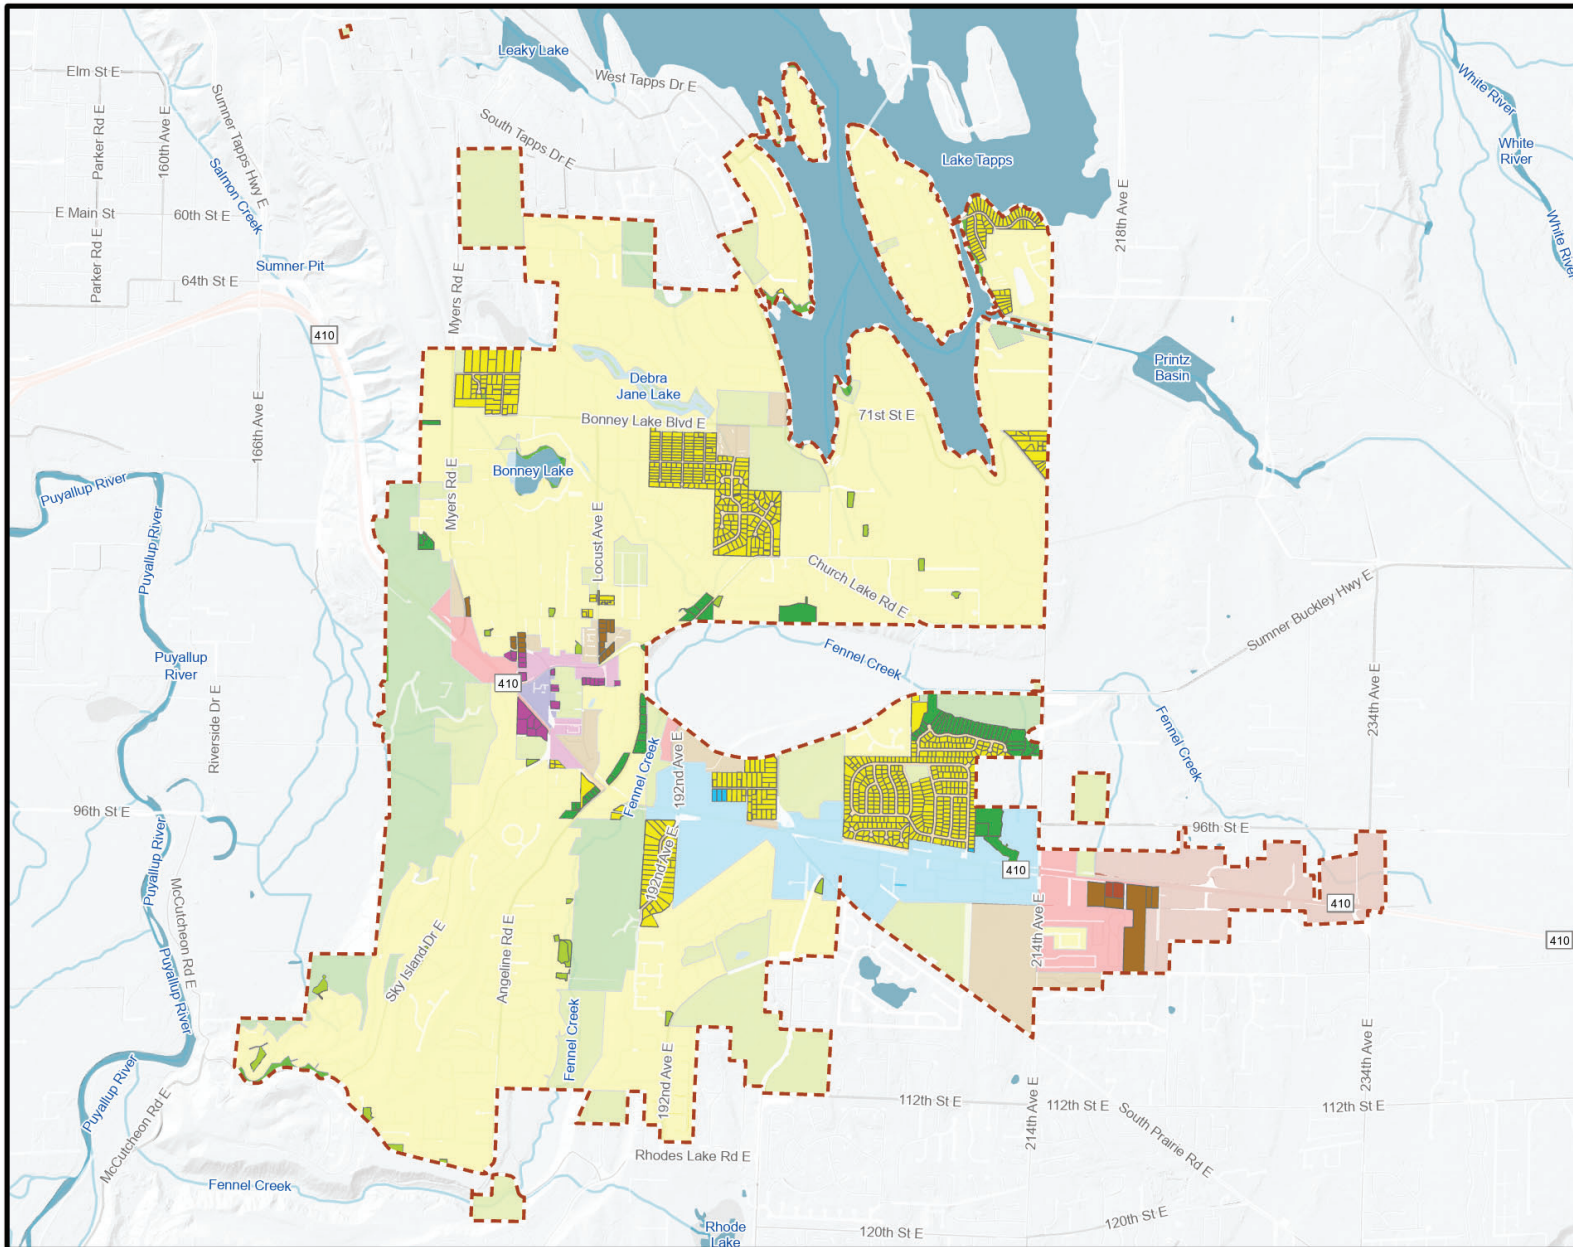 Leaky Lake
Elm St E
West Tapps Dr E
White River
Parker Rd E
160th Ave E
Sumner Tapps Hwy E
South Tapps Dr E
White
River
Lake Tapps
Salmon Creek
E Main St
60th St E
218th Ave E
White River
Parker Rd E
Sumner Pit
64th St E
Myers Rd E
410
Printz
Basin
Debra
Jane Lake
Bonney Lake Blvd E
71st St E
166th Ave E
Bonney Lake
Puyallup River
Myers Rd E
Puyallup River
Locust Ave E
Church Lake Rd E
Sumner Buckley Hwy E
Puyallup
River
Fennel Creek
410
234th Ave E
Riverside Dr E
Fennel Creek
Fennel Creek
192nd Ave E
96th St E
96th St E
Puyallup River
192nd Ave E
410
410
McCutcheon Rd E
Sky Island Dr E
Angeline Rd E
214th Ave E
410
Puyallup River
Fennel Creek
192nd Ave E
234th Ave E
Puyallup River
McCutcheon Rd E
112th St E
214th Ave E
112th St E
South Prairie Rd E
112th St E
Rhodes Lake Rd E
Fennel Creek
Rhode
Lake
120th St E
120th St E